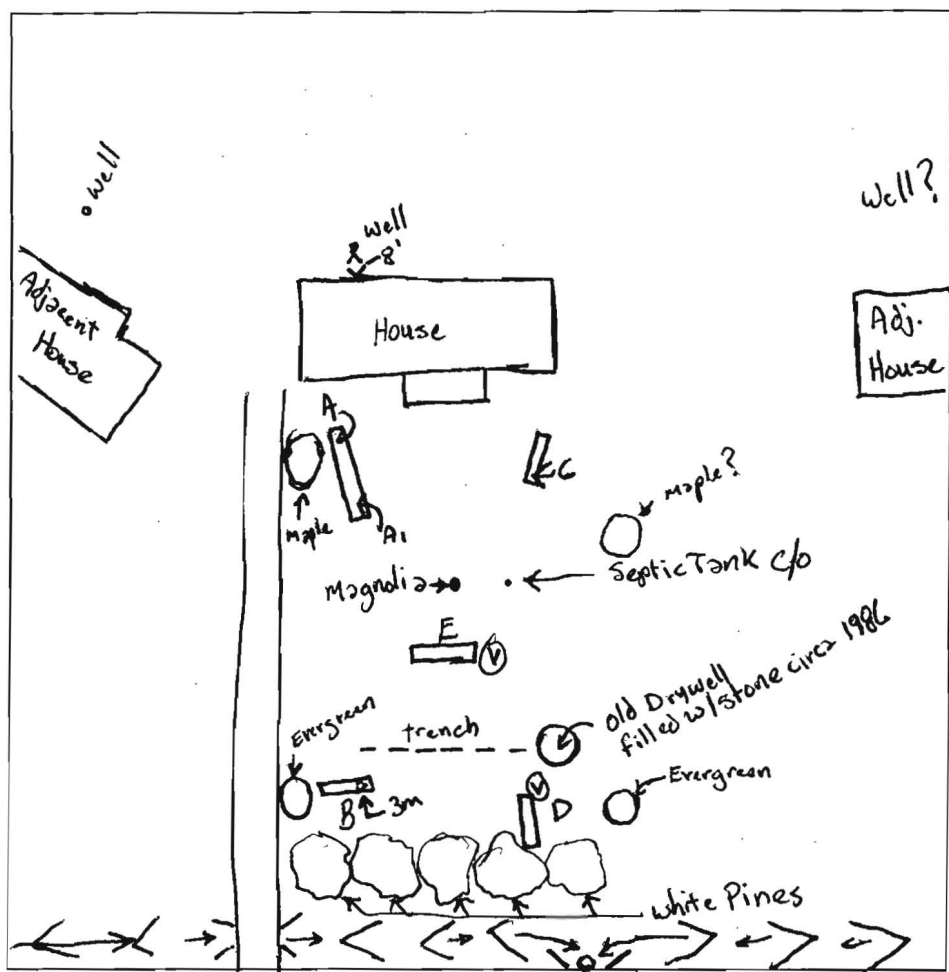 Well
Well?
Well
8'
Adjacent
House
House
Adj.
House
A
C
Maple?
Maple
A1
Septic Tank c/o
Magnolia
E
V
old Drywell
filled w/stone circa 1986
trench
Evergreen
V
Evergreen
B
3m
D
White Pines